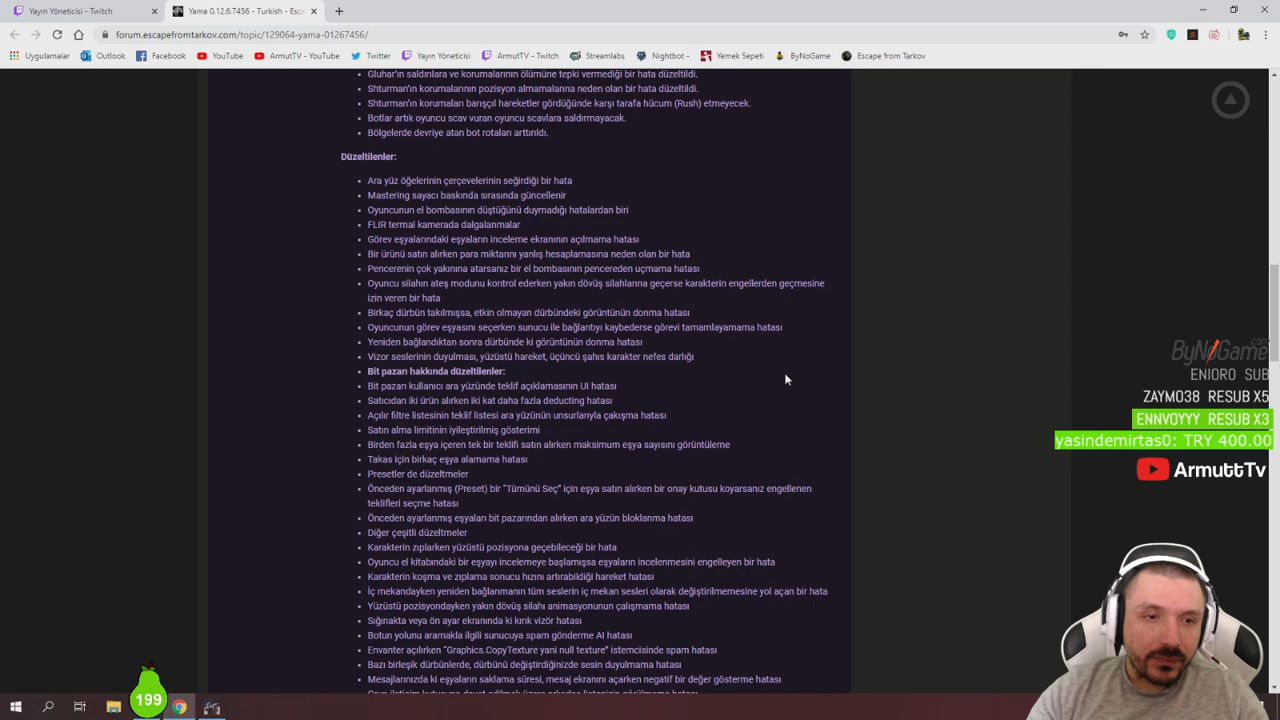 Yayın Yöneticisi - Twitch
Yama 0.12.6.7456 - Turkish - Esc
forum.escapefromtarkov.com/topic/129064-yama-01267456/
Uygulamalar
Outlook
Facebook
YouTube
ArmutTV - YouTube
Twitter
Yayın Yöneticisi
ArmutTV - Twitch
Streamlabs
Nightbot -
Yemek Sepeti
ByNoGame
Escape from Tarkov
Gluhar'ın saldırılara ve korumalarının ölümüne tepki vermediği bir hata düzeltildi.
Shturman'ın korumalarının pozisyon almamalarına neden olan bir hata düzeltildi.
Shturman'ın korumaları barışçıl hareketler gördüğünde karşı tarafa hücum (Rush) etmeyecek.
Botlar artık oyuncu scav vuran oyuncu scavlara saldırmayacak.
Bölgelerde devriye atan bot rotaları arttırıldı.
Düzeltilenler:
Ara yüz öğelerinin çerçevelerinin seğirdiği bir hata
Mastering sayacı baskında sırasında güncellenir
Oyuncunun el bombasının düştüğünü duymadığı hatalardan biri
FLIR termal kamerada dalgalanmalar
Görev eşyalarındaki eşyaların inceleme ekranının açılmama hatası
Bir ürünü satın alırken para miktarını yanlış hesaplamasına neden olan bir hata
Pencerenin çok yakınına atarsanız bir el bombasının pencereden uçmama hatası
Oyuncu silahın ateş modunu kontrol ederken yakın dövüş silahlarına geçerse karakterin engellerden geçmesine
izin veren bir hata
Birkaç dürbün takılmışsa, etkin olmayan dürbündeki görüntünün donma hatası
Oyuncunun görev eşyasını seçerken sunucu ile bağlantıyı kaybederse görevi tamamlayamama hatası
Yeniden bağlandıktan sonra dürbünde ki görüntünün donma hatası
Vizor seslerinin duyulması, yüzüstü hareket, üçüncü şahıs karakter nefes darlığı
Bit pazarı hakkında düzeltilenler:
Bit pazarı kullanıcı ara yüzünde teklif açıklamasının UI hatası
Satıcıdan iki ürün alırken iki kat daha fazla deducting hatası
Açılır filtre listesinin teklif listesi ara yüzünün unsurlarıyla çakışma hatası
Satın alma limitinin iyileştirilmiş gösterimi
Birden fazla eşya içeren tek bir teklifi satın alırken maksimum eşya sayısını görüntüleme
Takas için birkaç eşya alamama hatası
Presetler de düzeltmeler
Önceden ayarlanmış (Preset) bir "Tümünü Seç" için eşya satın alırken bir onay kutusu koyarsanız engellenen
teklifleri seçme hatası
Önceden ayarlanmış eşyaları bit pazarından alırken ara yüzün bloklanma hatası
Diğer çeşitli düzeltmeler
Karakterin zıplarken yüzüstü pozisyona geçebileceği bir hata
Oyuncu el kitabındaki bir eşyayı incelemeye başlamışsa eşyaların incelenmesini engelleyen bir hata
Karakterin koşma ve zıplama sonucu hızını artırabildiği hareket hatası
İç mekandayken yeniden bağlanmanın tüm seslerin iç mekan sesleri olarak değiştirilmemesine yol açan bir hata
Yüzüstü pozisyondayken yakın dövüş silahı animasyonunun çalışmama hatası
Sığınakta veya ön ayar ekranında ki kırık vizör hatası
Botun yolunu aramakla ilgili sunucuya spam gönderme AI hatası
Envanter açılırken "Graphics.CopyTexture yani null texture" istemcisinde spam hatası
Bazı birleşik dürbünlerde, dürbünü değiştirdiğinizde sesin duyulmama hatası
Mesajlarınızda ki eşyaların saklama süresi, mesaj ekranını açarken negatif bir değer gösterme hatası
ByNoGame.com
ENIORO SUB
ZAYMO38 RESUB X5
ENNVOYYY RESUB X3
yasindemirtas0: TRY 400.00
ArmuttTv
199